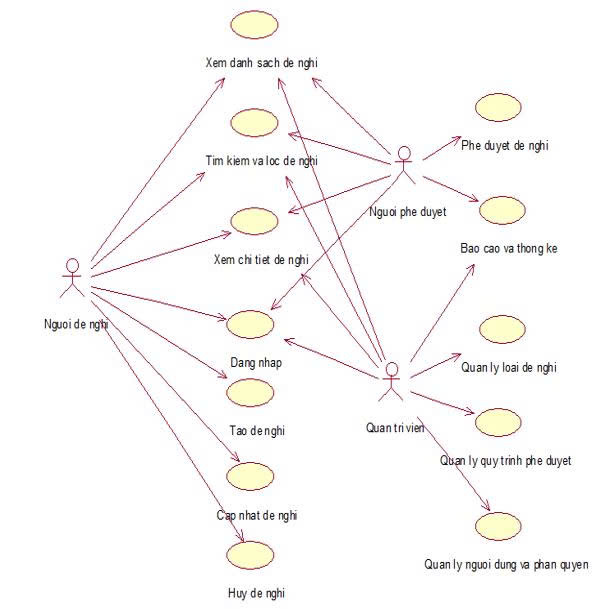 Xem danh sach de nghi
Tim kiem va loc de nghi
Phe duyet de nghi
Nguoi phe duyet
Xem chi tiet de nghi
Bao cao va thong ke
Nguoi de nghi
Dang nhap
Quan ly loai de nghi
Tao de nghi
Quan tri vien
Quan ly quy trinh phe duyet
Cap nhat de nghi
Quan ly nguoi dung va phan quyen
Huy de nghi